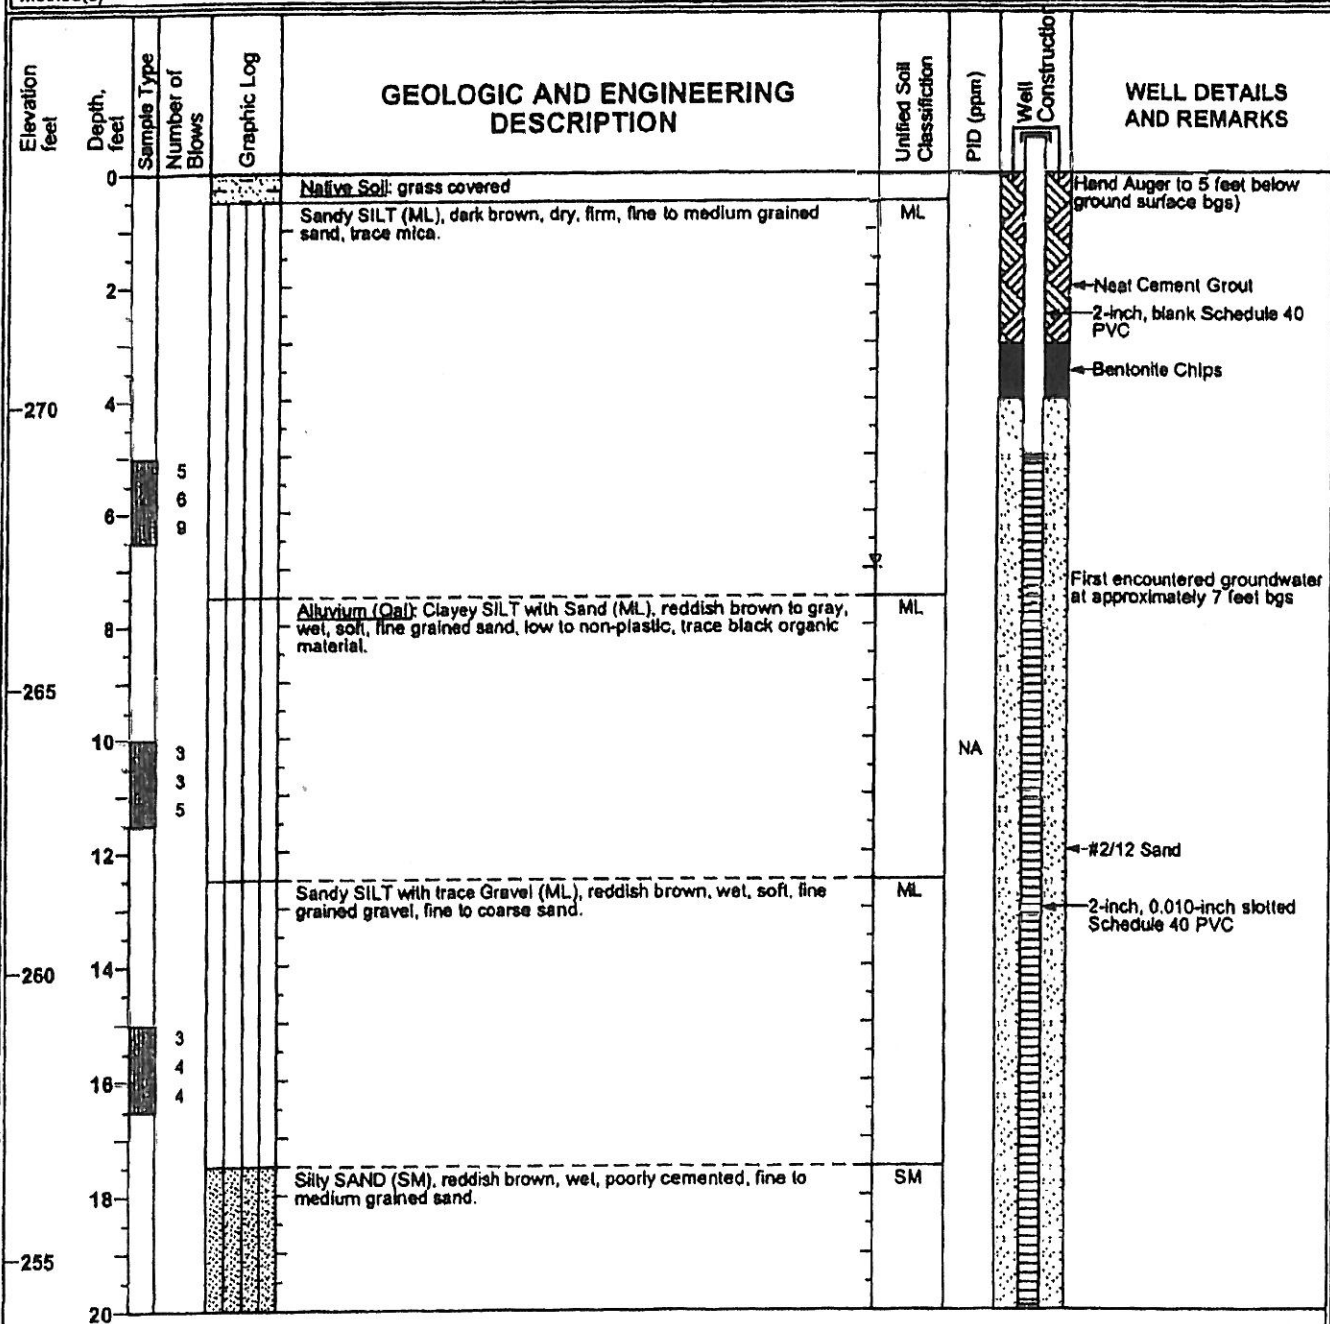 Elevation
feet
Depth,
feet
Sample Type
Number of
Blows
Graphic Log
GEOLOGIC AND ENGINEERING
DESCRIPTION
Unified Soil
Classifiction
PID (ppm)
Well
Constructio
WELL DETAILS
AND REMARKS
0
Native Soil: grass covered
Hand Auger to 5 feet below
ground surface bgs)
Sandy SILT (ML), dark brown, dry, firm, fine to medium grained
sand, trace mica.
ML
2
Neat Cement Grout
2-inch, blank Schedule 40
PVC
Bentonite Chips
270
4
5
6
9
6
First encountered groundwater
at approximately 7 feet bgs
Alluvium (Qal): Clayey SILT with Sand (ML), reddish brown to gray,
wet, soft, fine grained sand, low to non-plastic, trace black organic
material.
ML
8
265
10
3
3
5
NA
12
#2/12 Sand
Sandy SILT with trace Gravel (ML), reddish brown, wet, soft, fine
grained gravel, fine to coarse sand.
ML
2-inch, 0.010-inch slotted
Schedule 40 PVC
260
14
3
4
4
16
Silty SAND (SM), reddish brown, wet, poorly cemented, fine to
medium grained sand.
SM
18
255
20